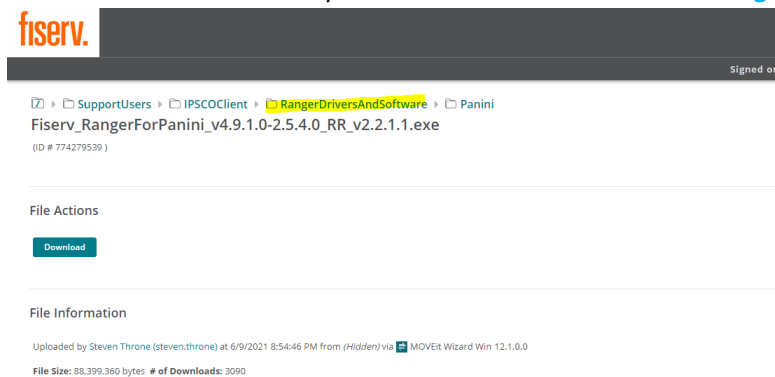 fiserv.
Signed o
SupportUsers IPSCOClient RangerDriversAndSoftware Panini
Fiserv_RangerForPanini_v4.9.1.0-2.5.4.0_RR_v2.2.1.1.exe
(ID # 774279539 )
File Actions
Download
File Information
Uploaded by Steven Throne (steven.throne) at 6/9/2021 8:54:46 PM from (Hidden) via MOVEit Wizard Win 12.1.0.0
File Size: 88,399,360 bytes # of Downloads: 3090